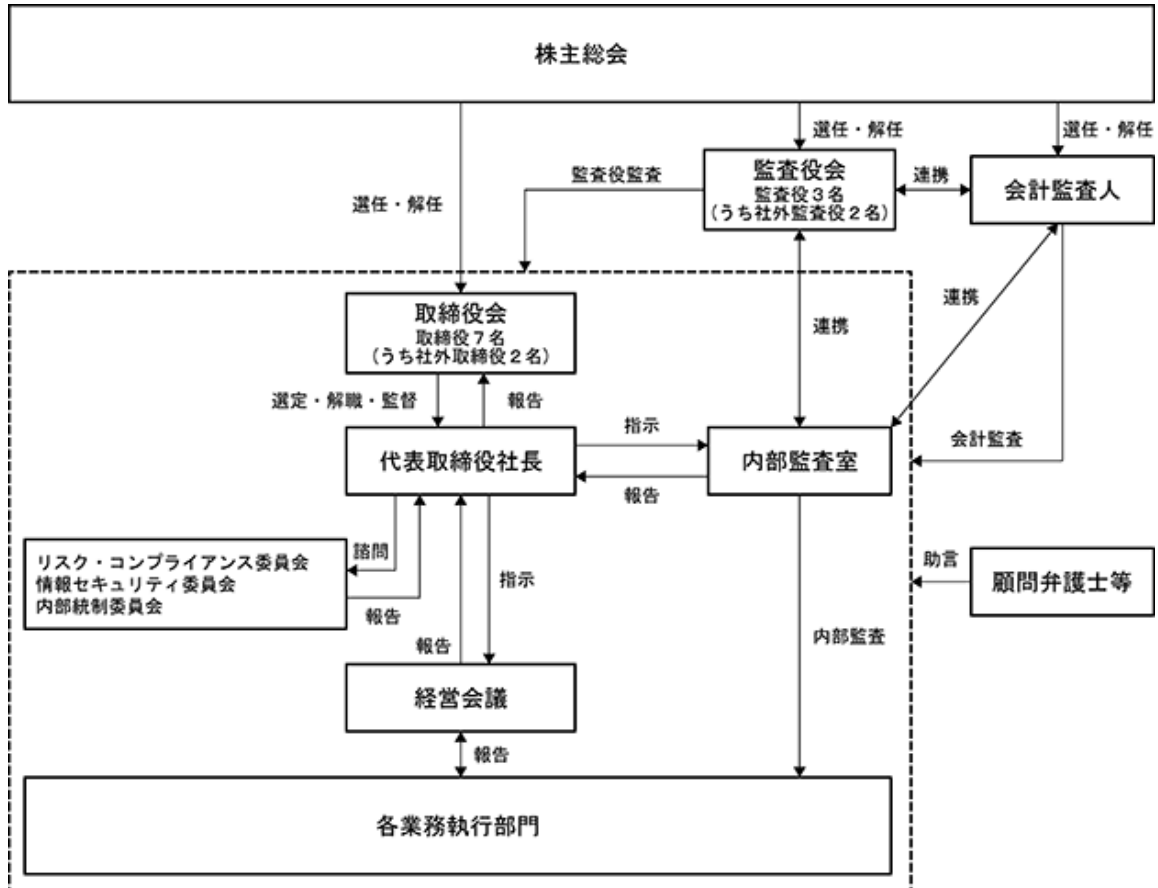 株主総会
選任・解任
選任・解任
選任・解任
監査役監査
監査役会
監査役3名
(うち社外監査役2名)
連携
会計監査人
取締役会
取締役7名
(うち社外取締役2名)
連携
連携
選定・解職・監督
報告
代表取締役社長
指示
報告
内部監査室
会計監査
リスク・コンプライアンス委員会
情報セキュリティ委員会
内部統制委員会
諮問
報告
報告
指示
助言
顧問弁護士等
内部監査
経営会議
報告
各業務執行部門